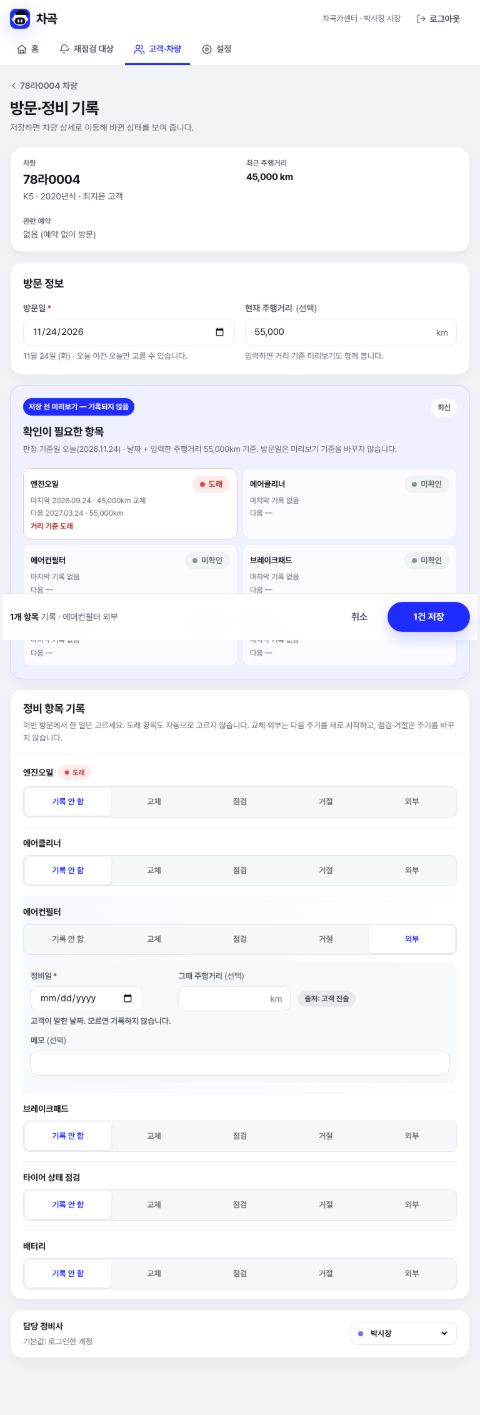 차곡
차곡카센터 · 박사장 사장
로그아웃
홈
재점검 대상
고객·차량
설정
78라0004 차량
방문·정비 기록
저장하면 차량 상세로 이동해 바뀐 상태를 보여 줍니다.
차량
최근 주행거리
78라0004
45,000 km
K5 · 2020년식 · 최지은 고객
관련 예약
없음 (예약 없이 방문)
방문 정보
방문일 *
현재 주행거리 (선택)
11/24/2026
55,000
km
11월 24일 (화) · 오늘 이전·오늘만 고를 수 있습니다.
입력하면 거리 기준 미리보기도 함께 봅니다.
저장 전 미리보기 — 기록되지 않음
최신
확인이 필요한 항목
판정 기준일 오늘(2026.11.24) · 날짜 + 입력한 주행거리 55,000km 기준. 방문일은 미리보기 기준을 바꾸지 않습니다.
엔진오일
도래
마지막 2026.09.24 · 45,000km 교체
다음 2027.03.24 · 55,000km
거리 기준 도래
에어클리너
미확인
마지막 기록 없음
다음 —
에어컨필터
미확인
마지막 기록 없음
다음 —
브레이크패드
미확인
마지막 기록 없음
다음 —
1개 항목 기록 · 에어컨필터 외부
취소
1건 저장
마지막 기록 없음
다음 —
마지막 기록 없음
다음 —
정비 항목 기록
이번 방문에서 한 일만 고르세요. 도래 항목도 자동으로 고르지 않습니다. 교체·외부는 다음 주기를 새로 시작하고, 점검·거절은 주기를 바꾸
지 않습니다.
엔진오일
도래
기록 안 함
교체
점검
거절
외부
에어클리너
기록 안 함
교체
점검
거절
외부
에어컨필터
기록 안 함
교체
점검
거절
외부
정비일 *
그때 주행거리 (선택)
mm/dd/yyyy
km
출처: 고객 진술
고객이 말한 날짜. 모르면 기록하지 않습니다.
메모 (선택)
브레이크패드
기록 안 함
교체
점검
거절
외부
타이어 상태 점검
기록 안 함
교체
점검
거절
외부
배터리
기록 안 함
교체
점검
거절
외부
담당 정비사
기본값: 로그인한 계정
박사장